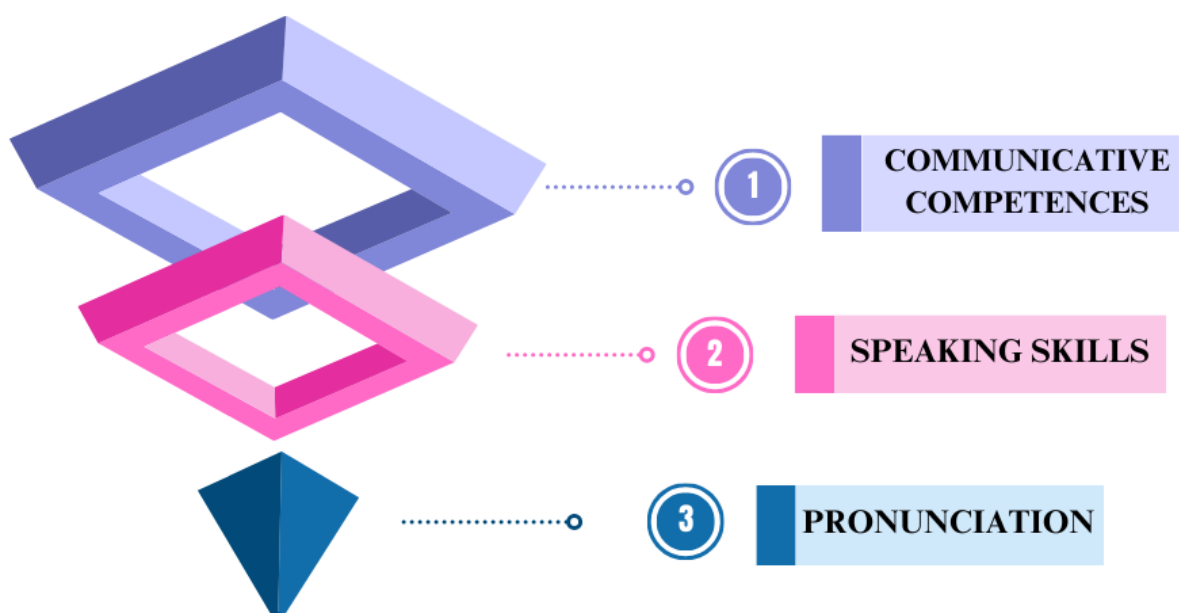 1
COMMUNICATIVE
COMPETENCES
2
SPEAKING SKILLS
3
PRONUNCIATION